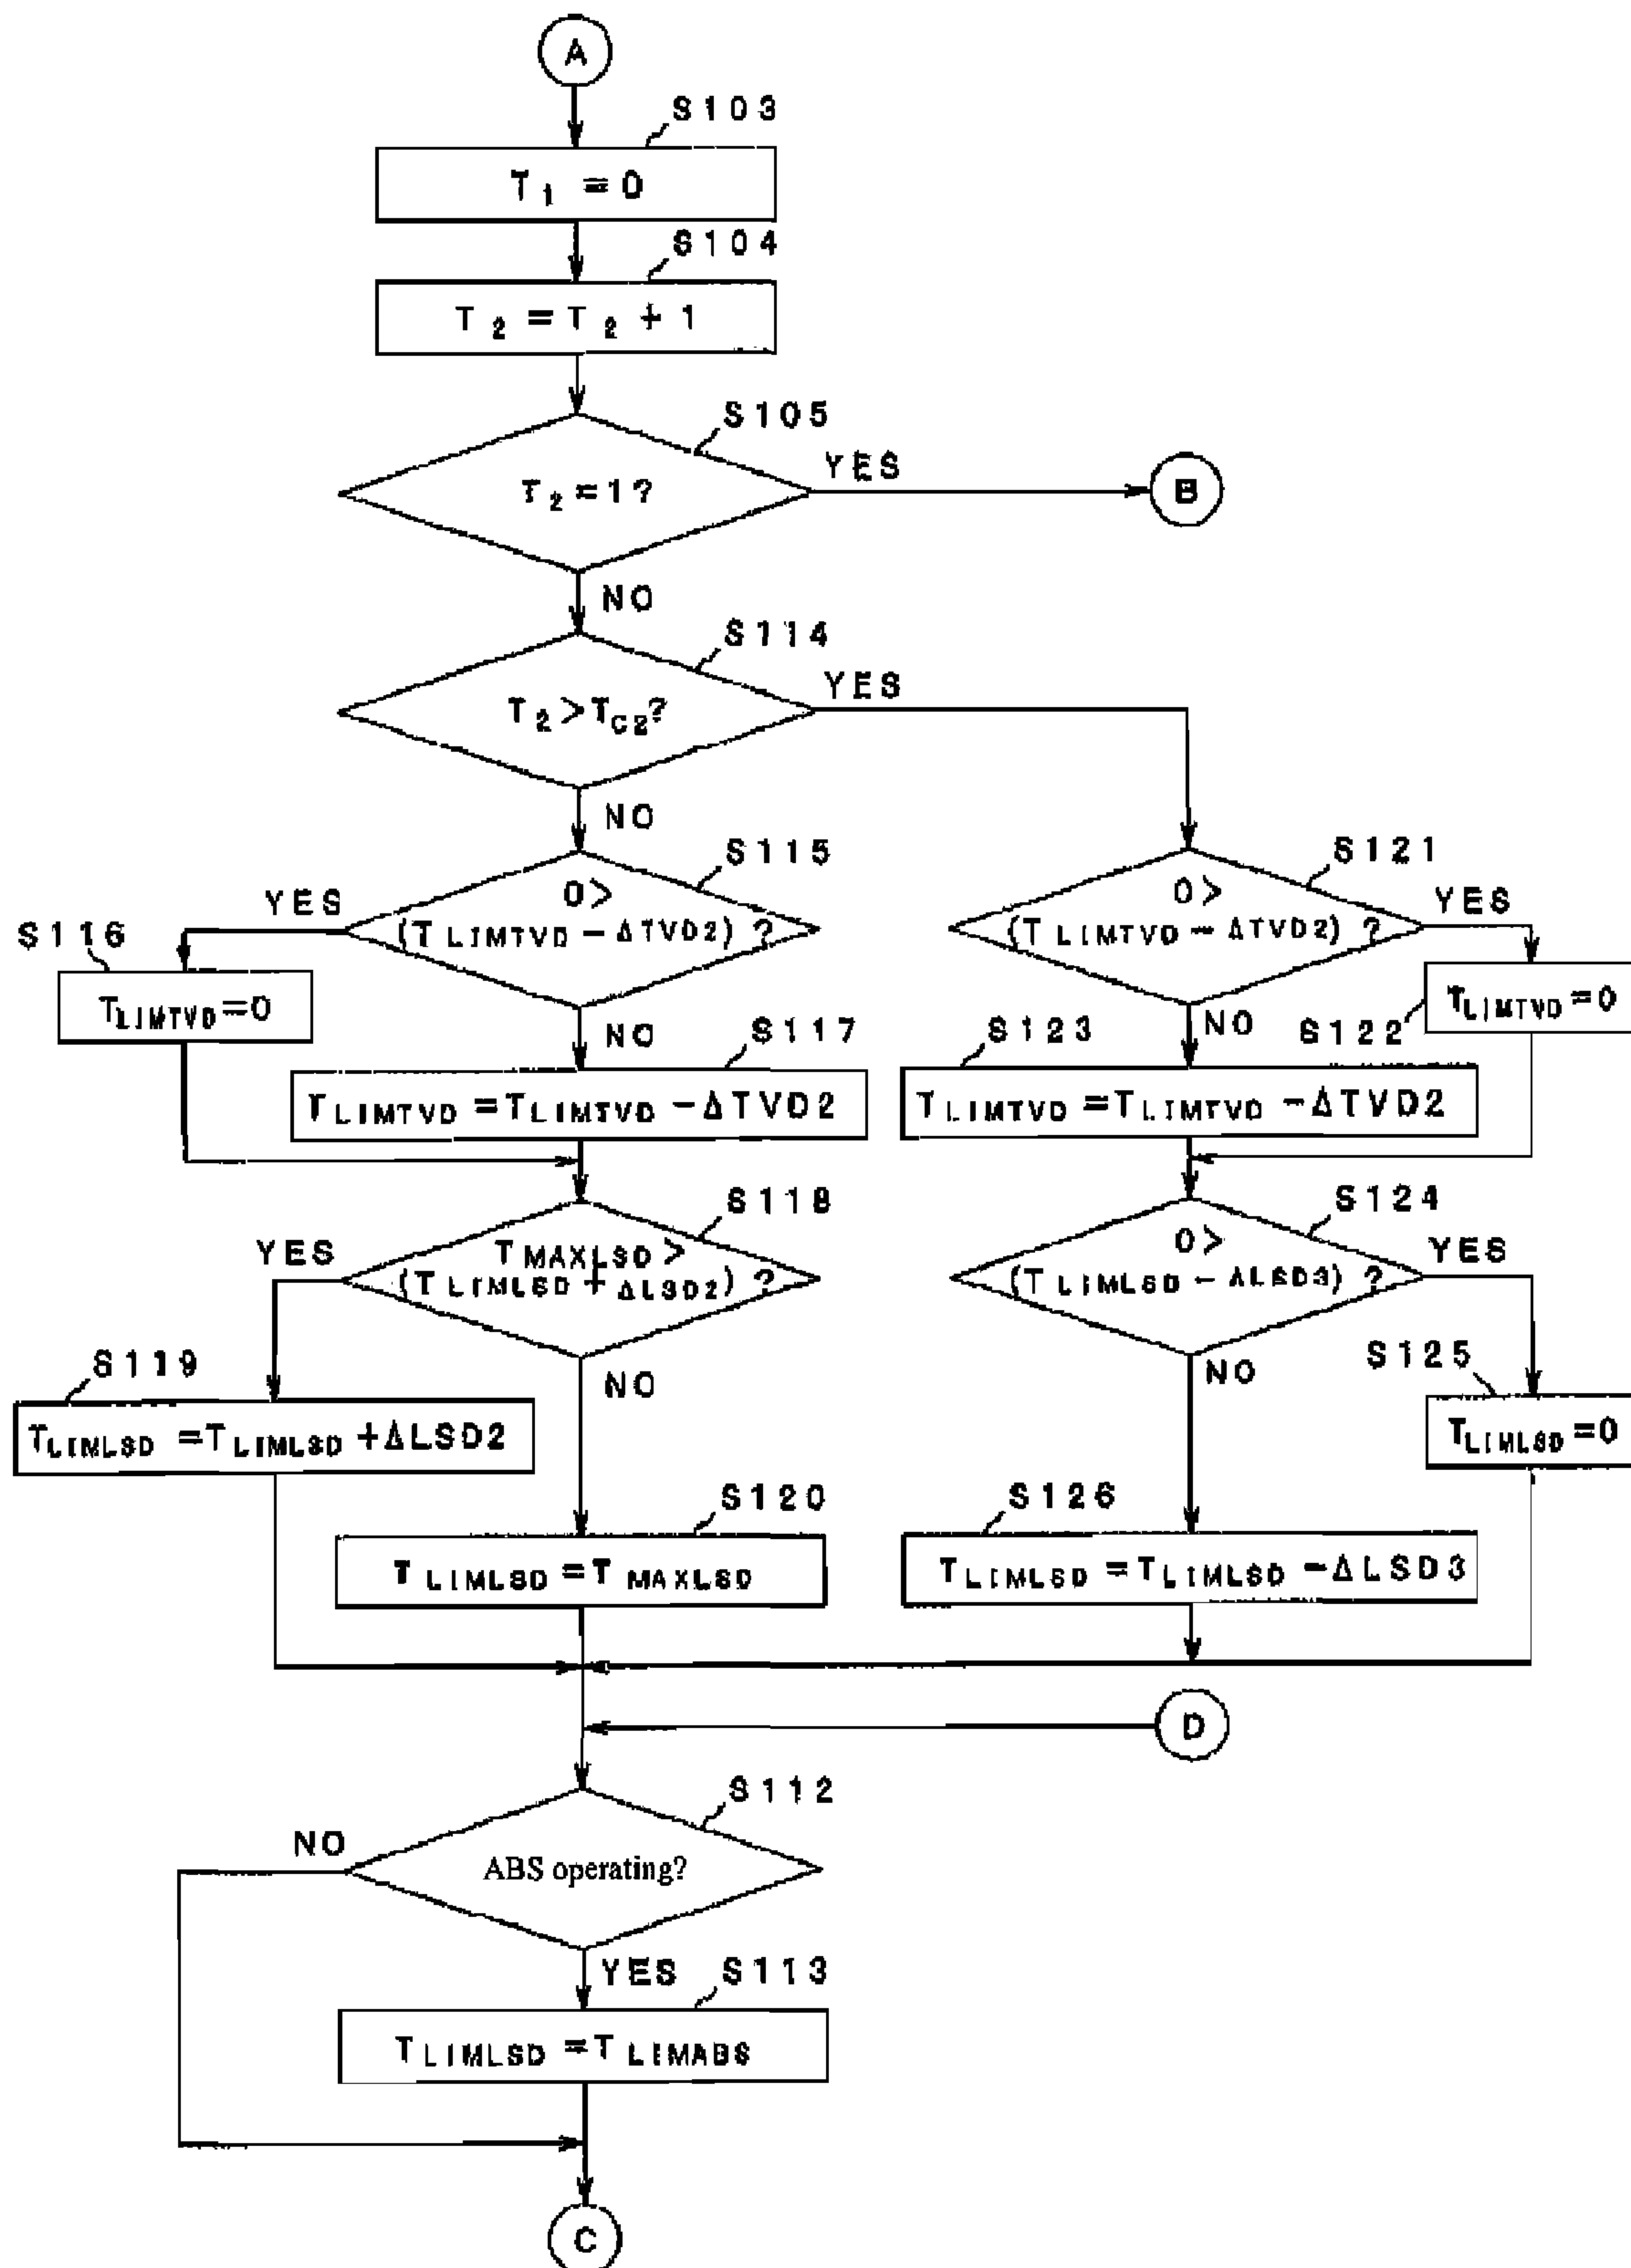 A
S103
T1 = 0
S104
T2 = T2 + 1
S105
T2 = 1?
YES
B
NO
S114
T2 > TC2?
YES
NO
S115
0 >
(TLIMTVD − ΔTVD2) ?
YES
S116
TLIMTVD = 0
NO
S117
TLIMTVD = TLIMTVD − ΔTVD2
S121
0 >
(TLIMTVD − ΔTVD2) ?
YES
S122
TLIMTVD = 0
NO
S123
TLIMTVD = TLIMTVD − ΔTVD2
S118
TMAXLSD >
(TLIMLSD + ΔLSD2) ?
YES
S119
TLIMLSD = TLIMLSD + ΔLSD2
NO
S120
TLIMLSD = TMAXLSD
S124
0 >
(TLIMLSD − ΔLSD3) ?
YES
S125
TLIMLSD = 0
NO
S126
TLIMLSD = TLIMLSD − ΔLSD3
D
S112
ABS operating?
NO
YES
S113
TLIMLSD = TLIMABS
C